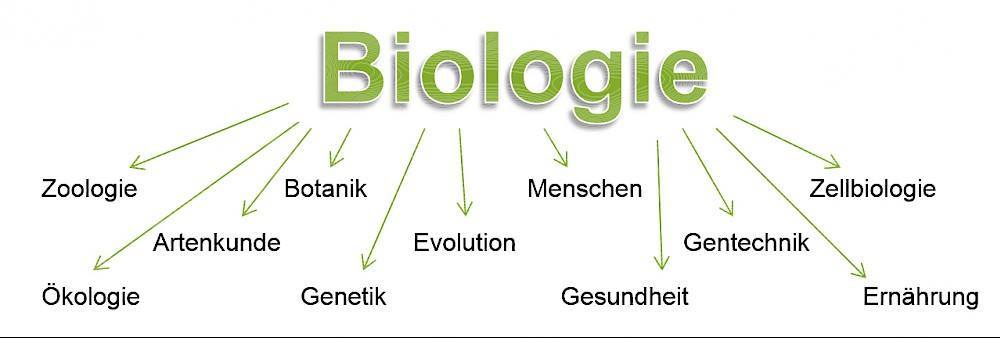 Biologie
Zoologie Botanik Menschen Zellbiologie
Artenkunde Evolution Gentechnik
Ökologie Genetik Gesundheit Ernährung